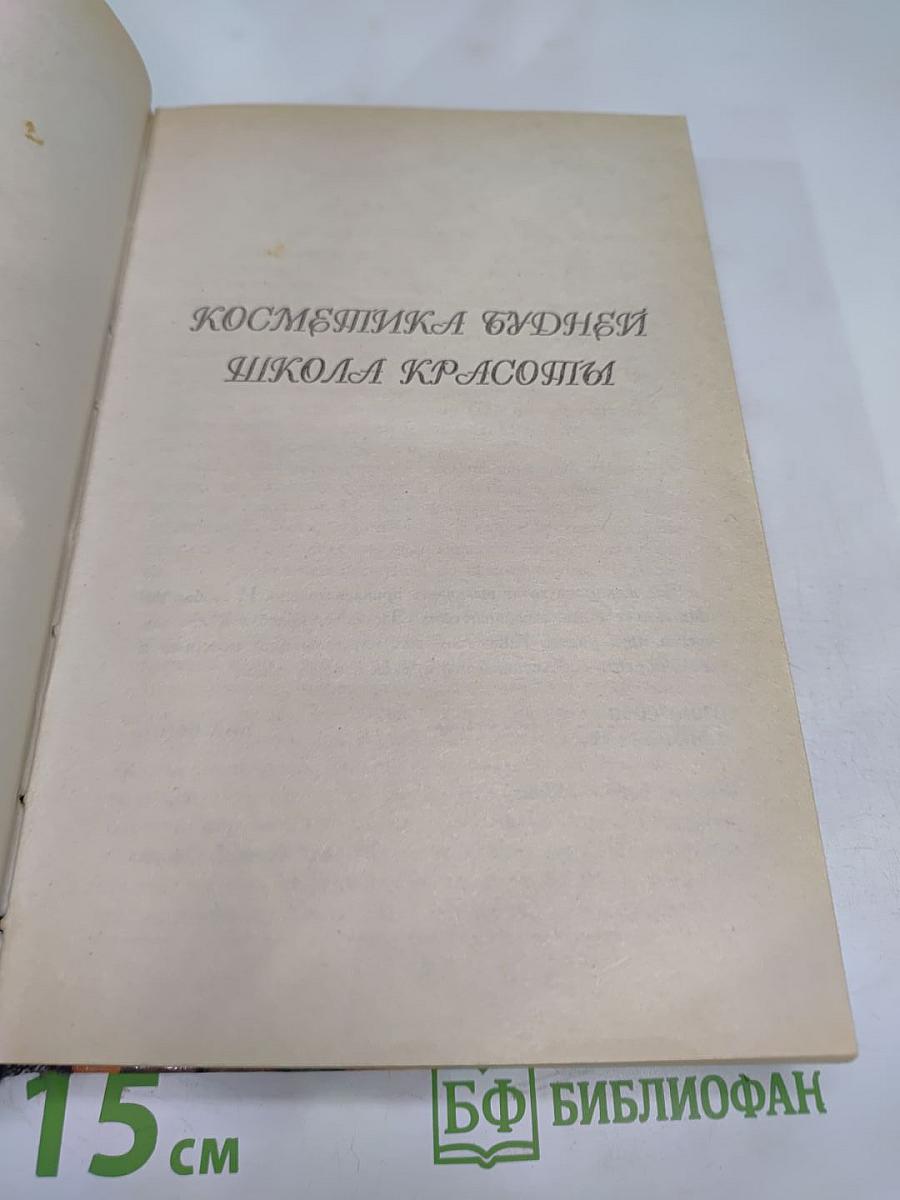 КОСМЕТИКА БУДНЕЙ
ШКОЛА КРАСОТЫ
15 см
БФ БИБЛИОФАН